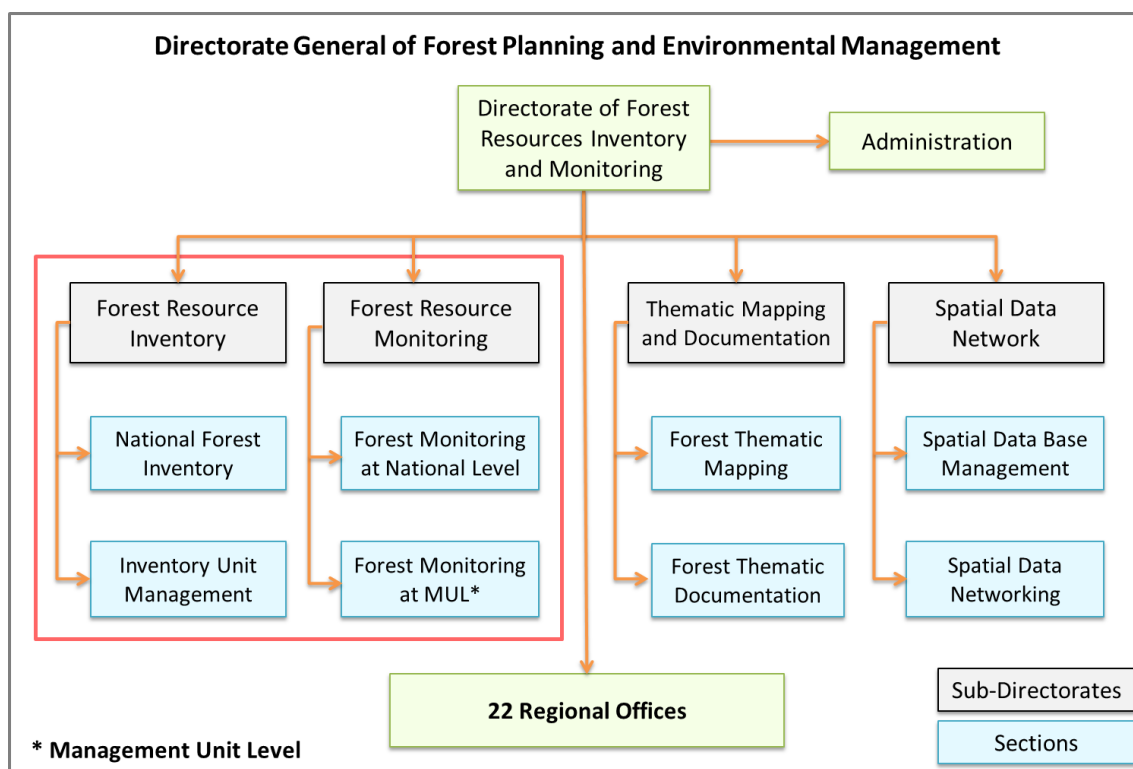 Directorate General of Forest Planning and Environmental Management
Directorate of Forest
Resources Inventory
and Monitoring
Administration
Forest Resource
Inventory
Forest Resource
Monitoring
Thematic Mapping
and Documentation
Spatial Data
Network
National Forest
Inventory
Forest Monitoring
at National Level
Forest Thematic
Mapping
Spatial Data Base
Management
Inventory Unit
Management
Forest Monitoring
at MUL*
Forest Thematic
Documentation
Spatial Data
Networking
22 Regional Offices
Sub-Directorates
Sections
* Management Unit Level